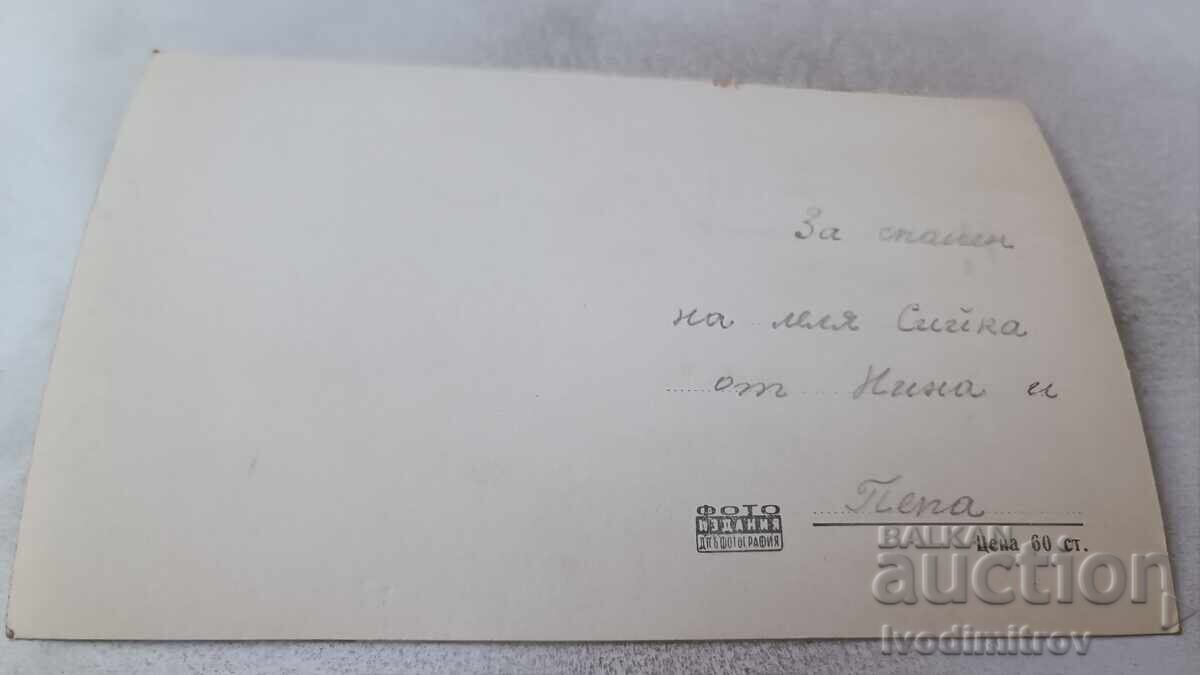 За спомен
на леля Сийка
от Нина и
Пепа
ФОТО
ИЗДАНИЯ
ДП"ФОТОГРАФИЯ
Цена 60 ст.
BALKAN
auction
Ivodimitrov